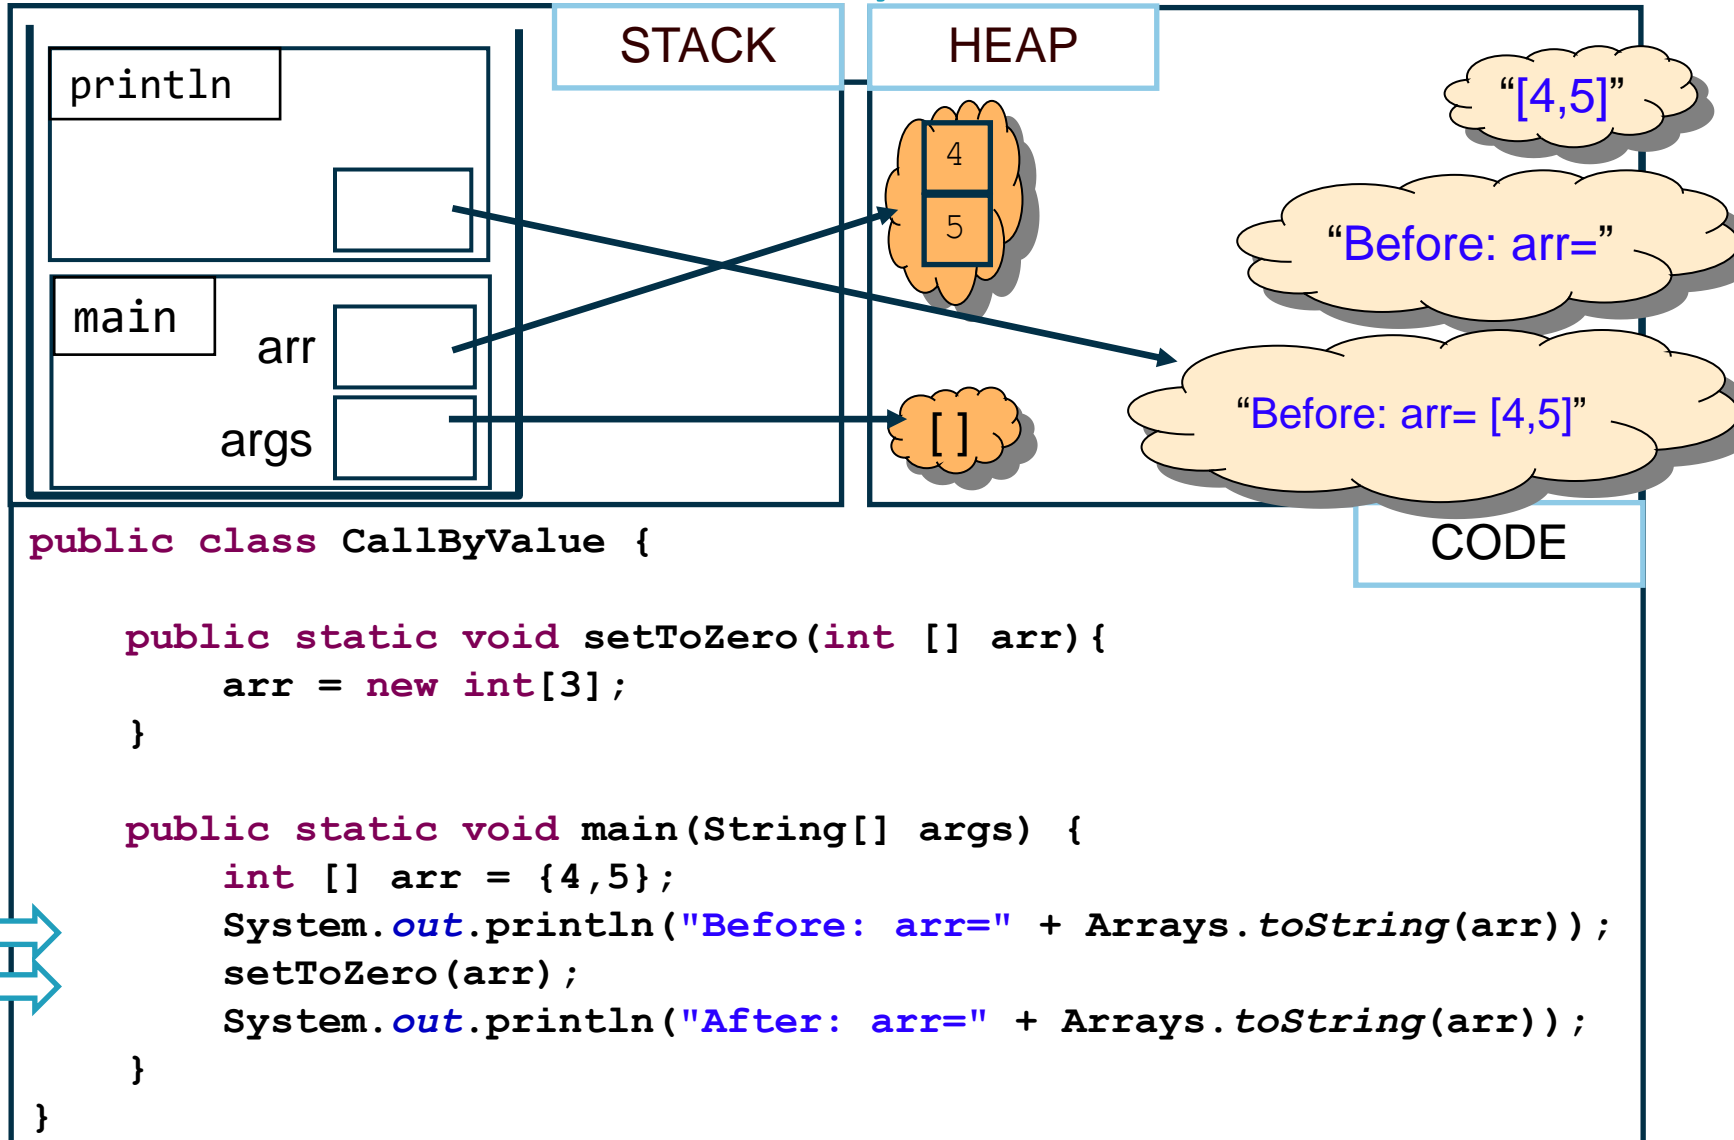 STACK
HEAP
println
main
arr
args
4
5
[]
“[4,5]”
“Before: arr=”
“Before: arr= [4,5]”
CODE
public class CallByValue {
public static void setToZero(int [] arr){
arr = new int[3];
}
public static void main(String[] args) {
int [] arr = {4,5};
System.out.println("Before: arr=" + Arrays.toString(arr));
setToZero(arr);
System.out.println("After: arr=" + Arrays.toString(arr));
}
}